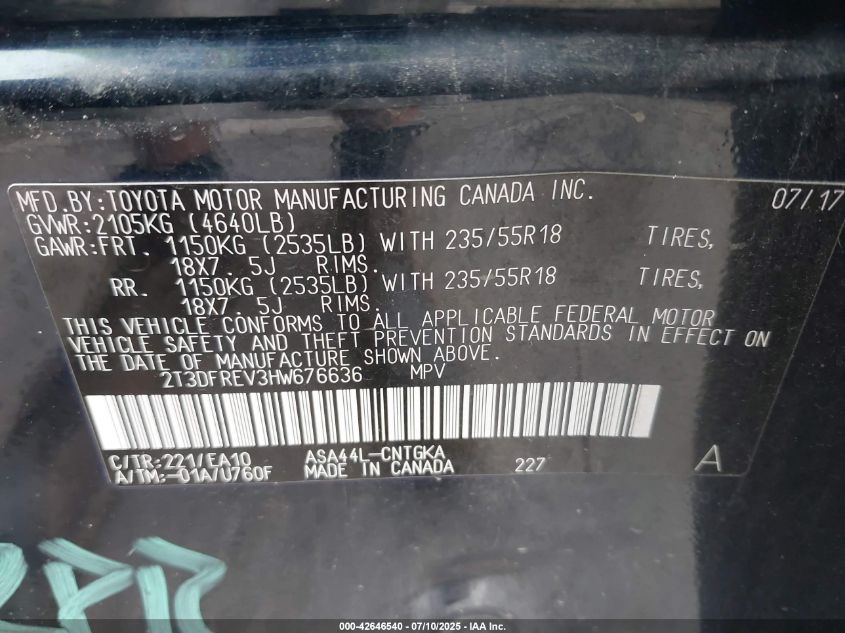 MFD.BY:TOYOTA MOTOR MANUFACTURING CANADA INC. 07/17
GVWR:2105KG (4640LB)
GAWR:FRT. 1150KG (2535LB) WITH 235/55R18 TIRES,
18X7. 5J RIMS.
RR. 1150KG (2535LB) WITH 235/55R18 TIRES,
18X7. 5J RIMS.
THIS VEHICLE CONFORMS TO ALL APPLICABLE FEDERAL MOTOR
VEHICLE SAFETY AND THEFT PREVENTION STANDARDS IN EFFECT ON
THE DATE OF MANUFACTURE SHOWN ABOVE.
2T3DFREV3HW676636 MPV
C/TR:221/EA10 ASA44L-CNTGKA
A/TM:-01A/U760F MADE IN CANADA 227 A
000-42646540 - 07/10/2025 - IAA Inc.